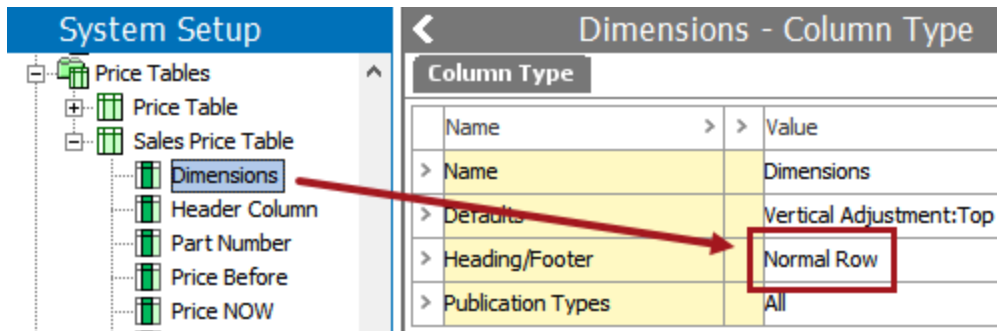 System Setup
Price Tables
Price Table
Sales Price Table
Dimensions
Header Column
Part Number
Price Before
Price NOW
Dimensions - Column Type
Column Type
Name > > Value
> Name Dimensions
> Defaults Vertical Adjustment:Top
> Heading/Footer Normal Row
> Publication Types All